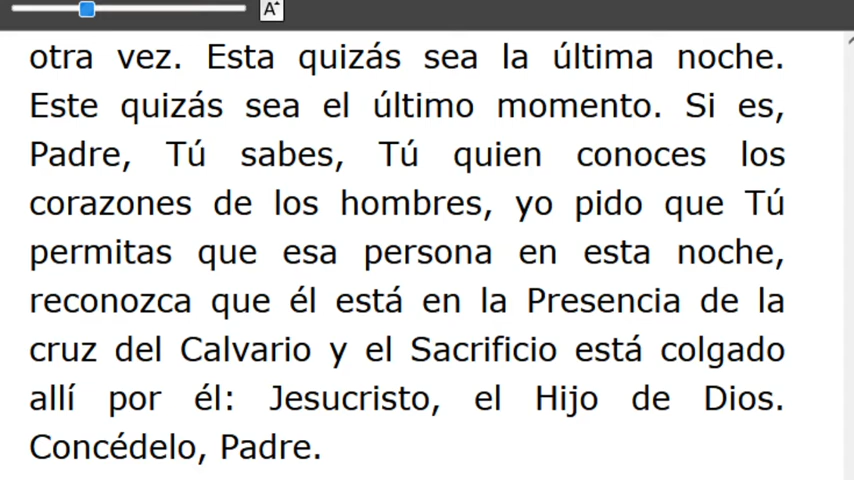 A
otra vez. Esta quizás sea la última noche.
Este quizás sea el último momento. Si es,
Padre, Tú sabes, Tú quien conoces los
corazones de los hombres, yo pido que Tú
permitas que esa persona en esta noche,
reconozca que él está en la Presencia de la
cruz del Calvario y el Sacrificio está colgado
allí por él: Jesucristo, el Hijo de Dios.
Concédelo, Padre.